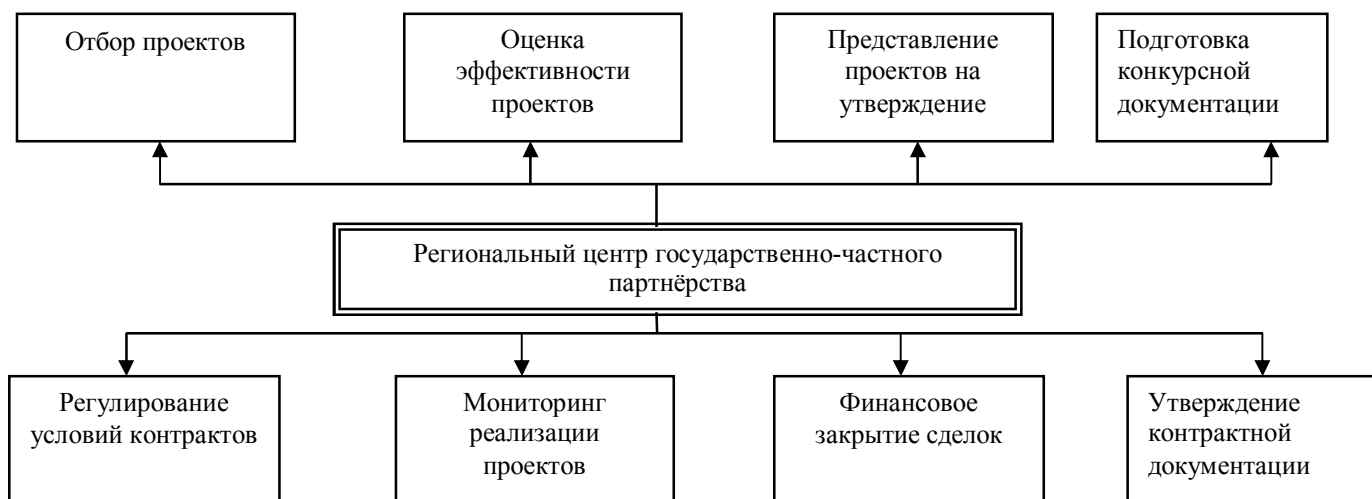 Отбор проектов
Оценка
эффективности
проектов
Представление
проектов на
утверждение
Подготовка
конкурсной
документации
Региональный центр государственно-частного
партнёрства
Регулирование
условий контрактов
Мониторинг
реализации
проектов
Финансовое
закрытие сделок
Утверждение
контрактной
документации